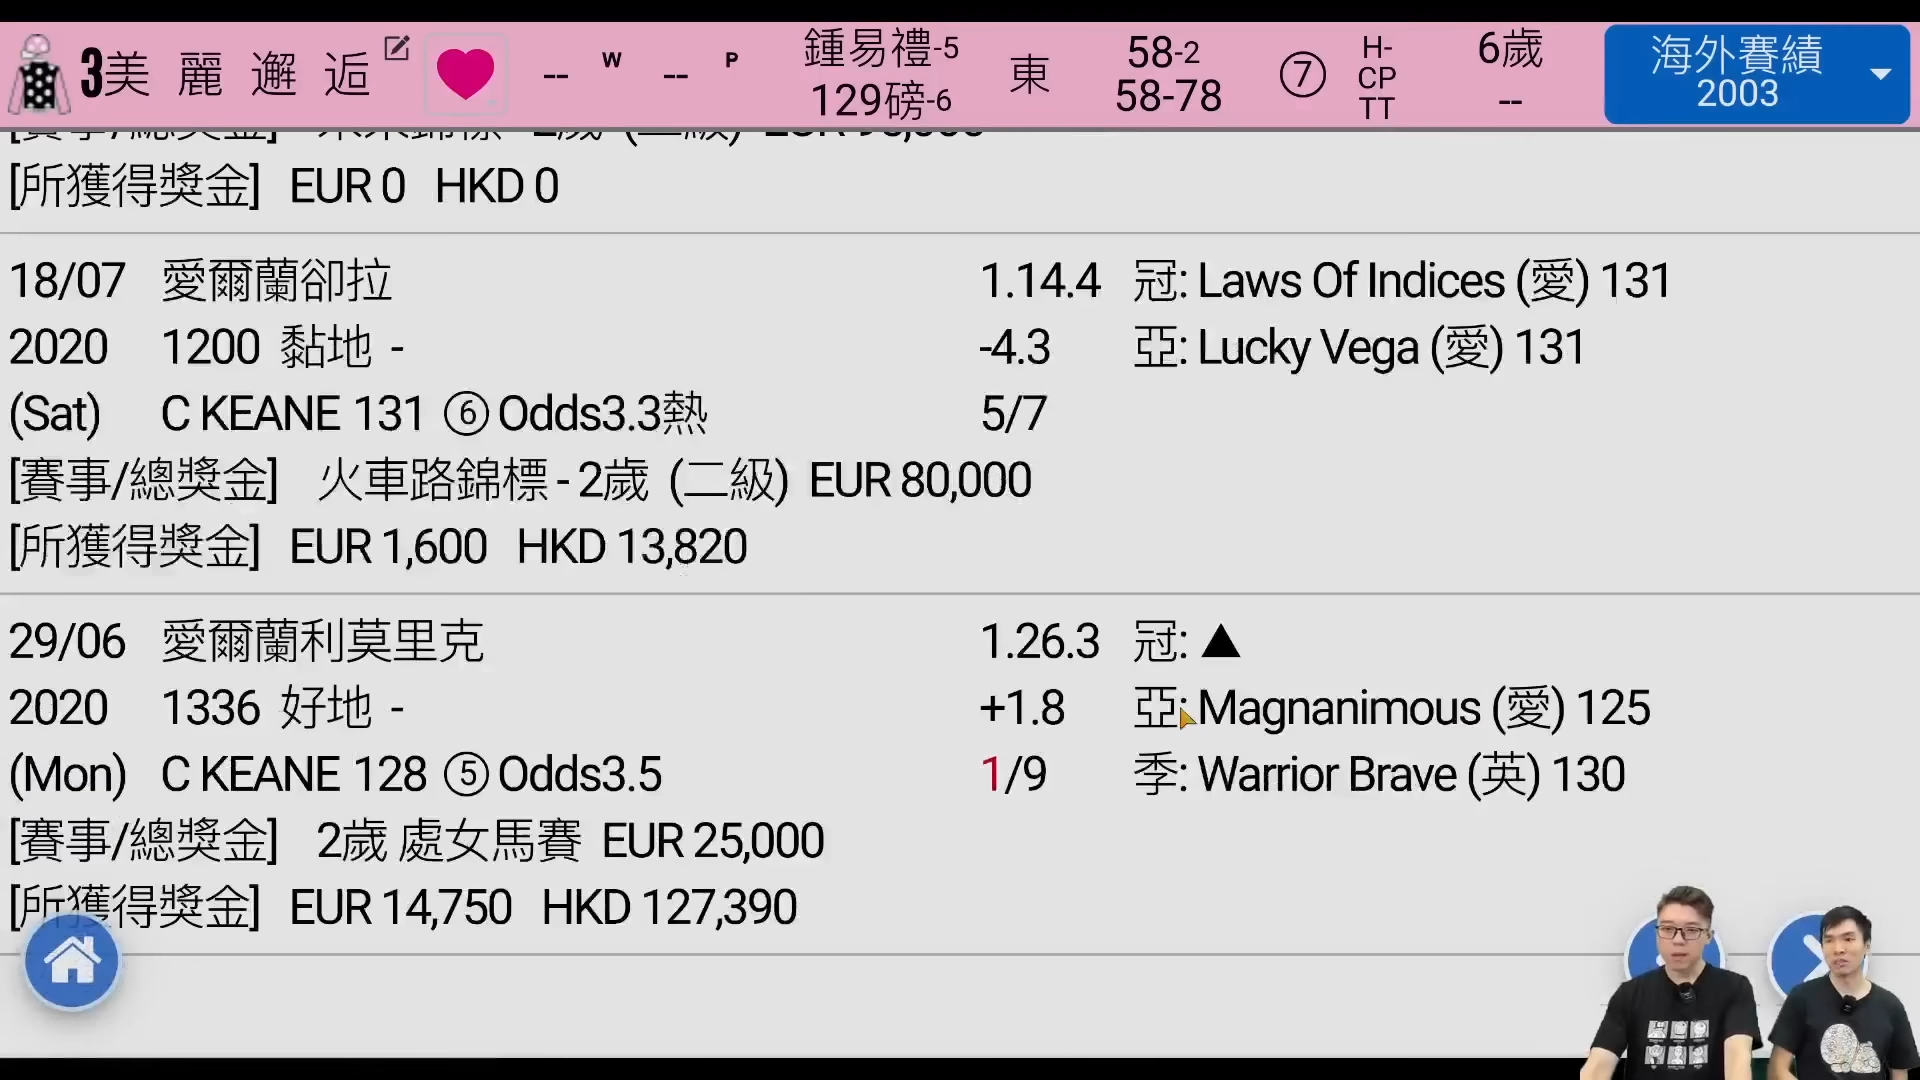 3美麗邂逅 -- W -- P 鍾易禮-5 129磅-6 東 58-2 58-78 ⑦ H- CP TT 6歲 -- 海外賽績 2003
[所獲得獎金] EUR 0 HKD 0
18/07 愛爾蘭卻拉 1.14.4 冠: Laws Of Indices (愛) 131
2020 1200 黏地 - -4.3 亞: Lucky Vega (愛) 131
(Sat) C KEANE 131 ⑥ Odds3.3熱 5/7
[賽事/總獎金] 火車路錦標 - 2歲 (二級) EUR 80,000
[所獲得獎金] EUR 1,600 HKD 13,820
29/06 愛爾蘭利莫里克 1.26.3 冠: ▲
2020 1336 好地 - +1.8 亞: Magnanimous (愛) 125
(Mon) C KEANE 128 ⑤ Odds3.5 1/9 季: Warrior Brave (英) 130
[賽事/總獎金] 2歲 處女馬賽 EUR 25,000
[所獲得獎金] EUR 14,750 HKD 127,390